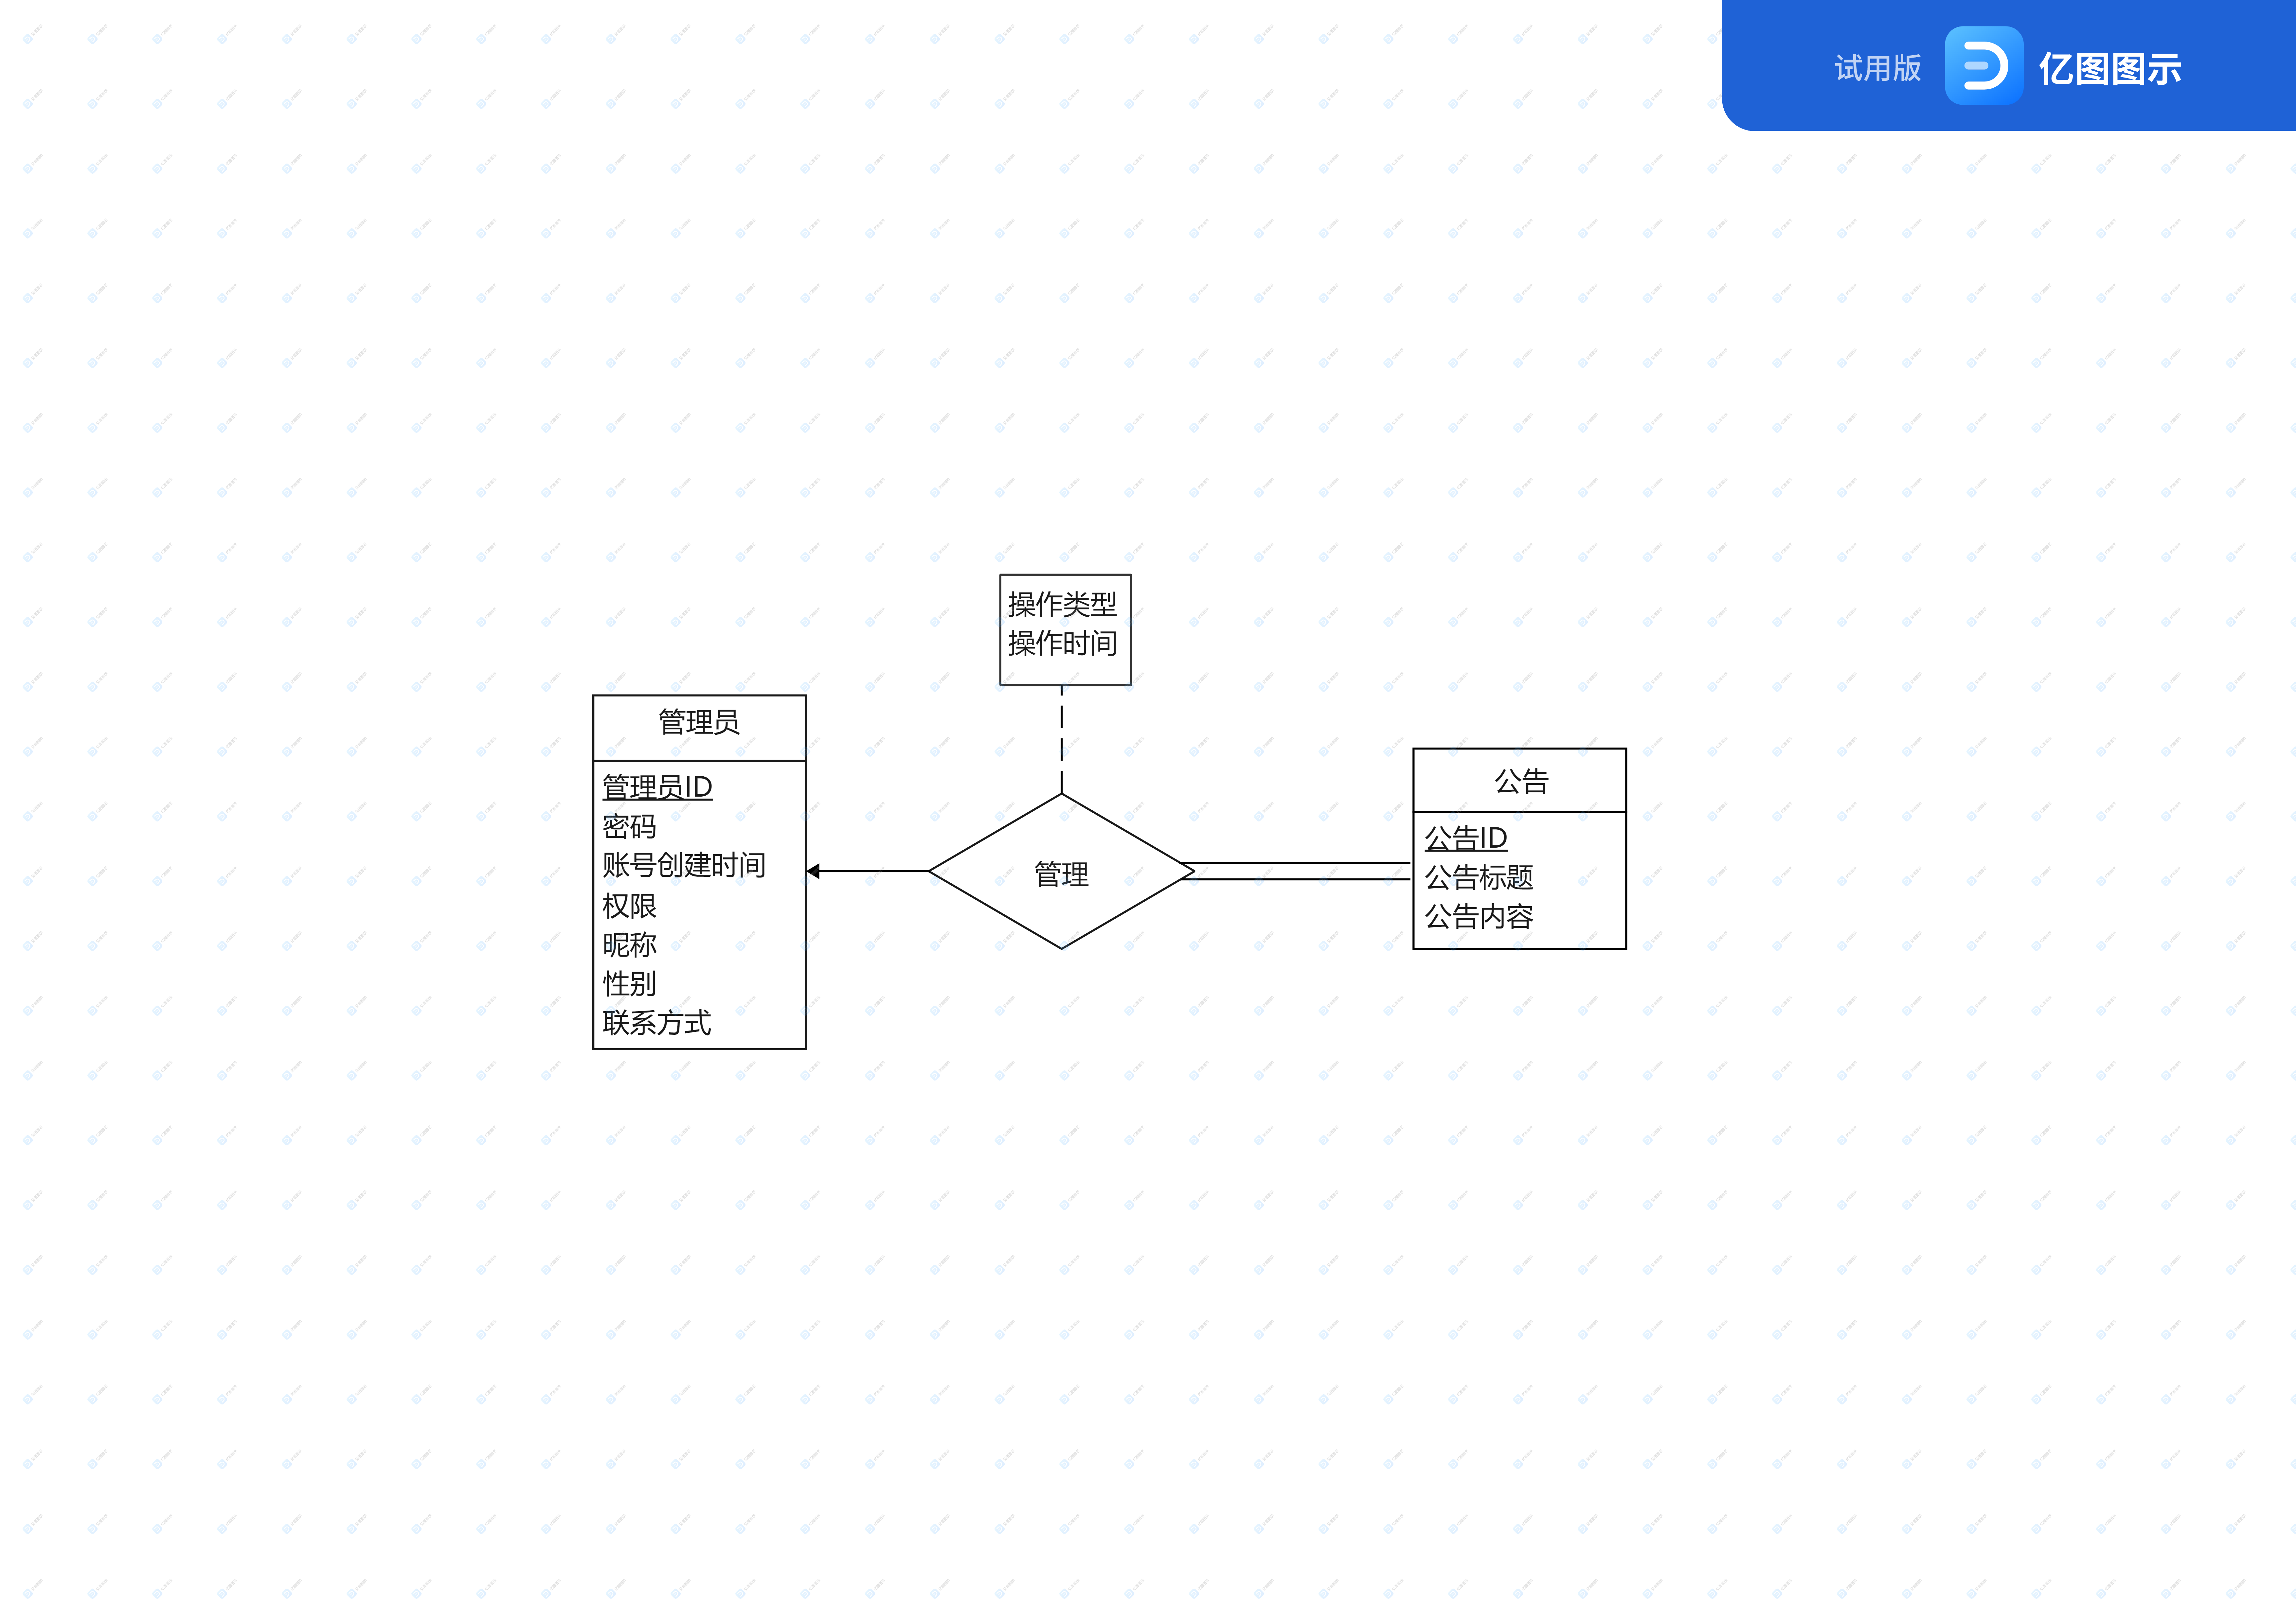 试用版 亿图图示
操作类型
操作时间
管理员
管理员ID
密码
账号创建时间
权限
昵称
性别
联系方式
管理
公告
公告ID
公告标题
公告内容